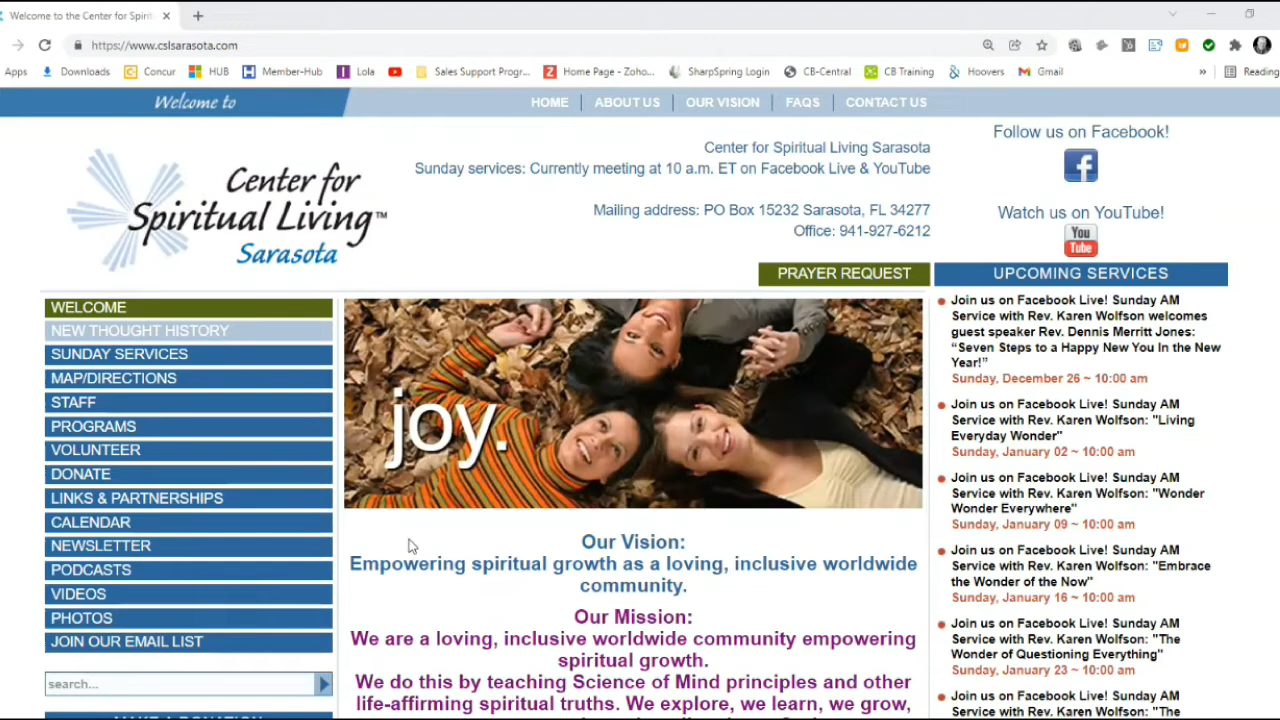 Welcome to the Center for Spirit
https://www.cslsarasota.com
Apps
Downloads
Concur
HUB
Member-Hub
Lola
Sales Support Progr...
Home Page - Zoho...
SharpSpring Login
CB-Central
CB Training
Hoovers
Gmail
»
Reading
Welcome to
HOME
ABOUT US
OUR VISION
FAQS
CONTACT US
Center for
Spiritual Living™
Sarasota
Center for Spiritual Living Sarasota
Sunday services: Currently meeting at 10 a.m. ET on Facebook Live & YouTube
Mailing address: PO Box 15232 Sarasota, FL 34277
Office: 941-927-6212
Follow us on Facebook!
f
Watch us on YouTube!
You
Tube
PRAYER REQUEST
UPCOMING SERVICES
WELCOME
NEW THOUGHT HISTORY
SUNDAY SERVICES
MAP/DIRECTIONS
STAFF
PROGRAMS
VOLUNTEER
DONATE
LINKS & PARTNERSHIPS
CALENDAR
NEWSLETTER
PODCASTS
VIDEOS
PHOTOS
JOIN OUR EMAIL LIST
search...
MAKE A DONATION
joy.
Our Vision:
Empowering spiritual growth as a loving, inclusive worldwide
community.
Our Mission:
We are a loving, inclusive worldwide community empowering
spiritual growth.
We do this by teaching Science of Mind principles and other
life-affirming spiritual truths. We explore, we learn, we grow,
Join us on Facebook Live! Sunday AM
Service with Rev. Karen Wolfson welcomes
guest speaker Rev. Dennis Merritt Jones:
“Seven Steps to a Happy New You In the New
Year!”
Sunday, December 26 ~ 10:00 am
Join us on Facebook Live! Sunday AM
Service with Rev. Karen Wolfson: "Living
Everyday Wonder"
Sunday, January 02 ~ 10:00 am
Join us on Facebook Live! Sunday AM
Service with Rev. Karen Wolfson: "Wonder
Wonder Everywhere"
Sunday, January 09 ~ 10:00 am
Join us on Facebook Live! Sunday AM
Service with Rev. Karen Wolfson: "Embrace
the Wonder of the Now"
Sunday, January 16 ~ 10:00 am
Join us on Facebook Live! Sunday AM
Service with Rev. Karen Wolfson: "The
Wonder of Questioning Everything"
Sunday, January 23 ~ 10:00 am
Join us on Facebook Live! Sunday AM
Service with Rev. Karen Wolfson: "The